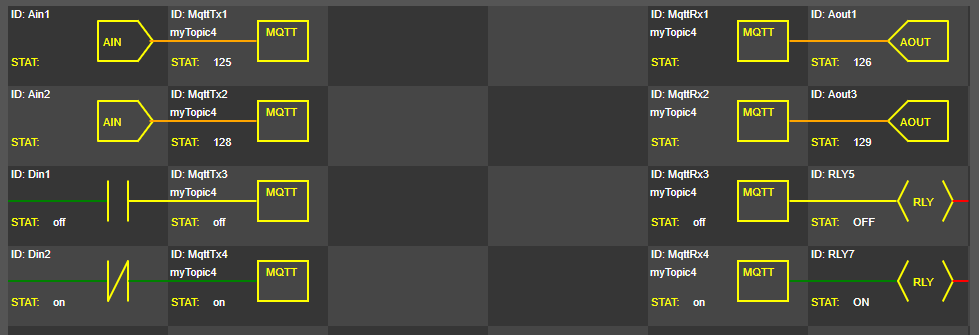 ID: Ain1 ID: MqttTx1 ID: MqttRx1 ID: Aout1
myTopic4 MQTT myTopic4 MQTT
AIN AOUT
STAT: STAT: 125 STAT: STAT: 126
ID: Ain2 ID: MqttTx2 ID: MqttRx2 ID: Aout3
myTopic4 MQTT myTopic4 MQTT
AIN AOUT
STAT: STAT: 128 STAT: STAT: 129
ID: Din1 ID: MqttTx3 ID: MqttRx3 ID: RLY5
myTopic4 MQTT myTopic4 MQTT
RLY
STAT: off STAT: off STAT: off STAT: OFF
ID: Din2 ID: MqttTx4 ID: MqttRx4 ID: RLY7
myTopic4 MQTT myTopic4 MQTT
RLY
STAT: on STAT: on STAT: on STAT: ON